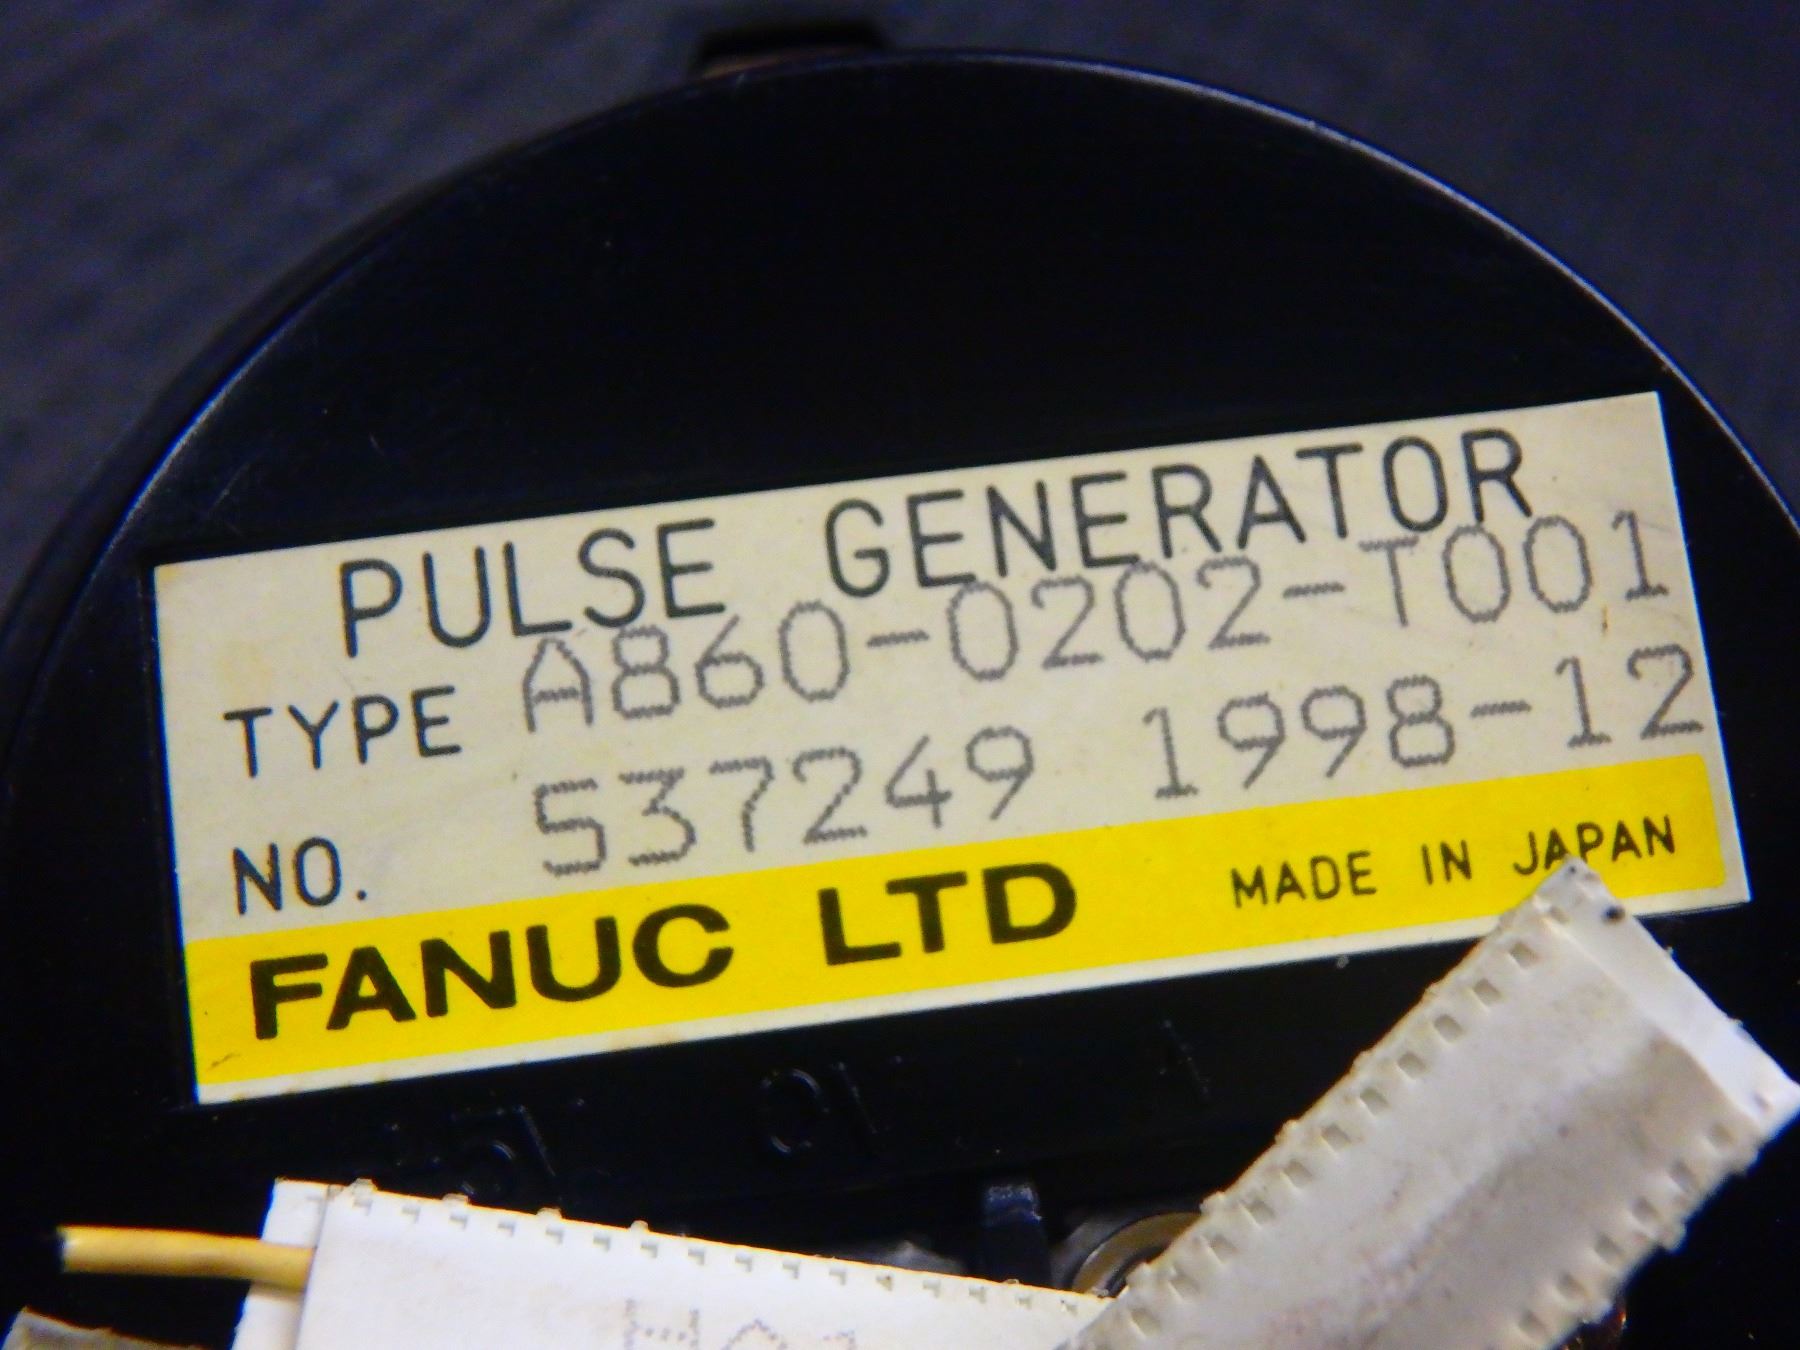 PULSE GENERATOR
TYPE A860-0202-T001
NO. 537249 1998-12
FANUC LTD MADE IN JAPAN